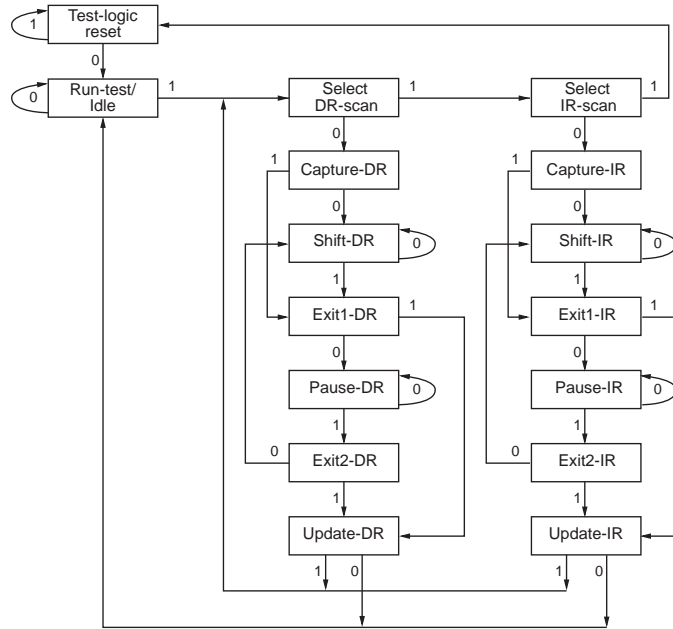 Test-logic
reset
1
0
Run-test/
Idle
0
1
Select
DR-scan
1
Select
IR-scan
1
0
0
1
Capture-DR
1
Capture-IR
0
0
Shift-DR
0
Shift-IR
0
1
1
Exit1-DR
1
Exit1-IR
1
0
0
Pause-DR
0
Pause-IR
0
1
1
0
Exit2-DR
0
Exit2-IR
1
1
Update-DR
Update-IR
1
0
1
0